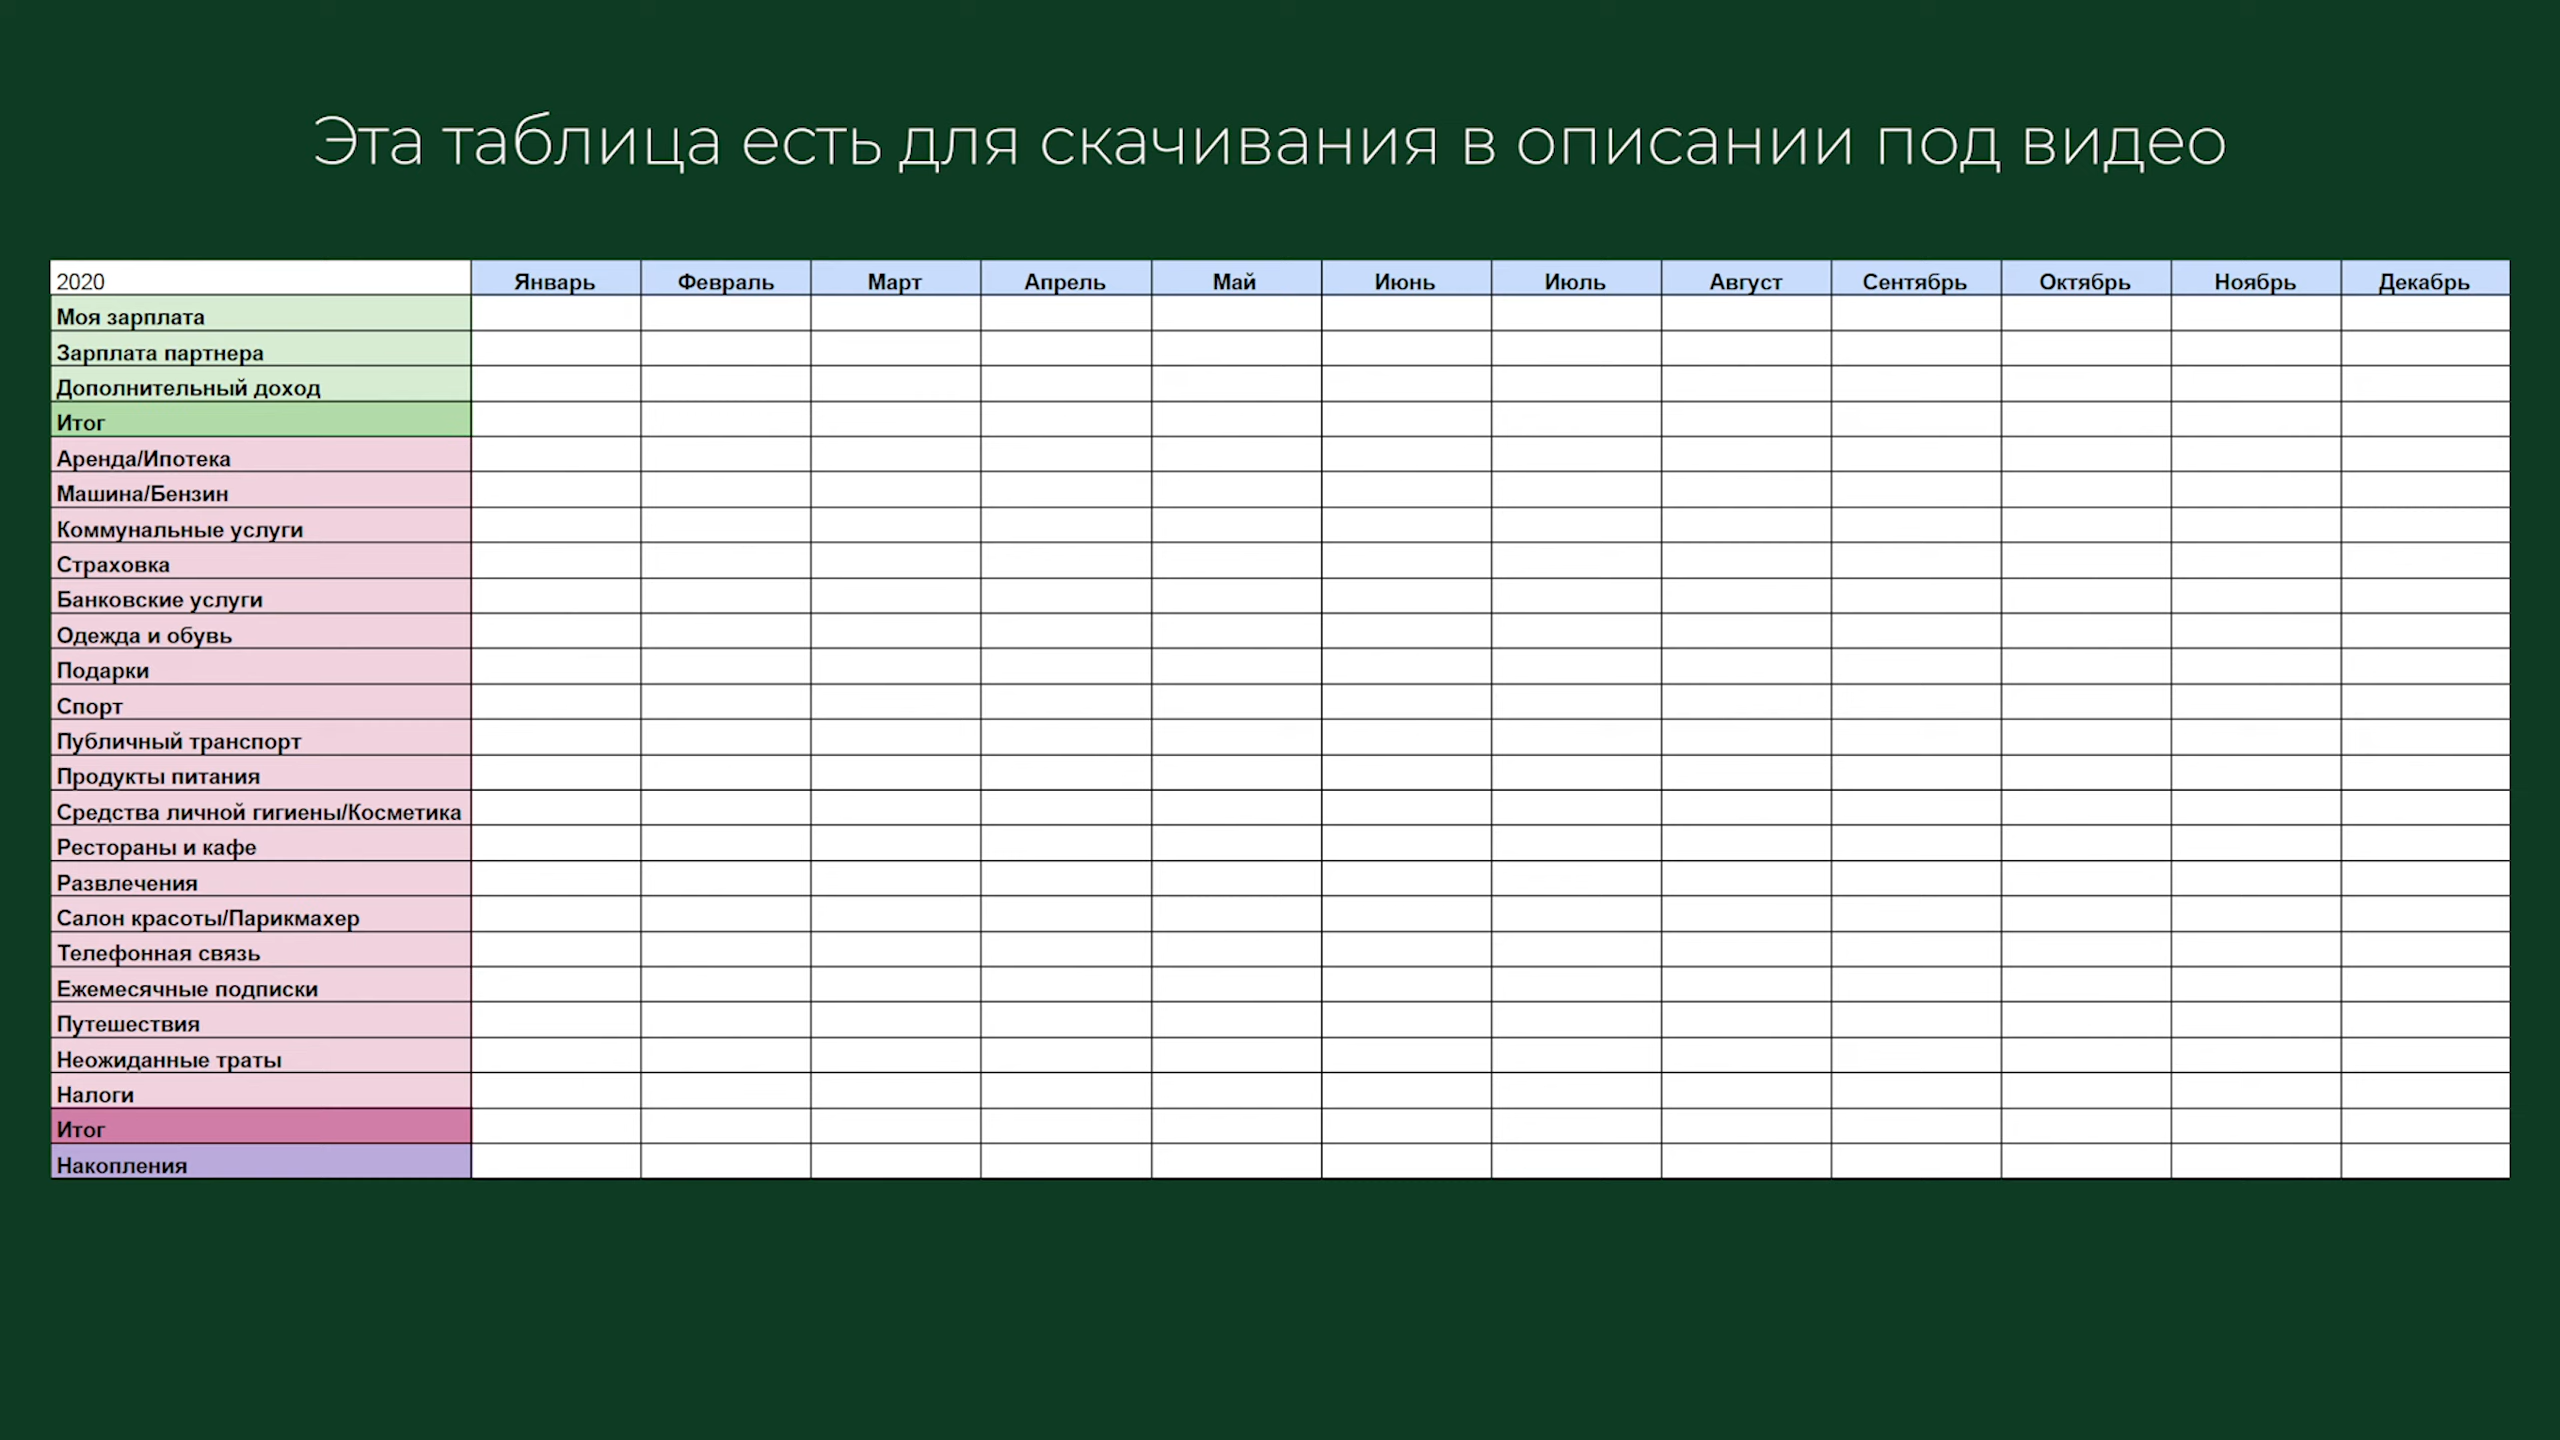 Эта таблица есть для скачивания в описании под видео
2020 Январь Февраль Март Апрель Май Июнь Июль Август Сентябрь Октябрь Ноябрь Декабрь
Моя зарплата
Зарплата партнера
Дополнительный доход
Итог
Аренда/Ипотека
Машина/Бензин
Коммунальные услуги
Страховка
Банковские услуги
Одежда и обувь
Подарки
Спорт
Публичный транспорт
Продукты питания
Средства личной гигиены/Косметика
Рестораны и кафе
Развлечения
Салон красоты/Парикмахер
Телефонная связь
Ежемесячные подписки
Путешествия
Неожиданные траты
Налоги
Итог
Накопления